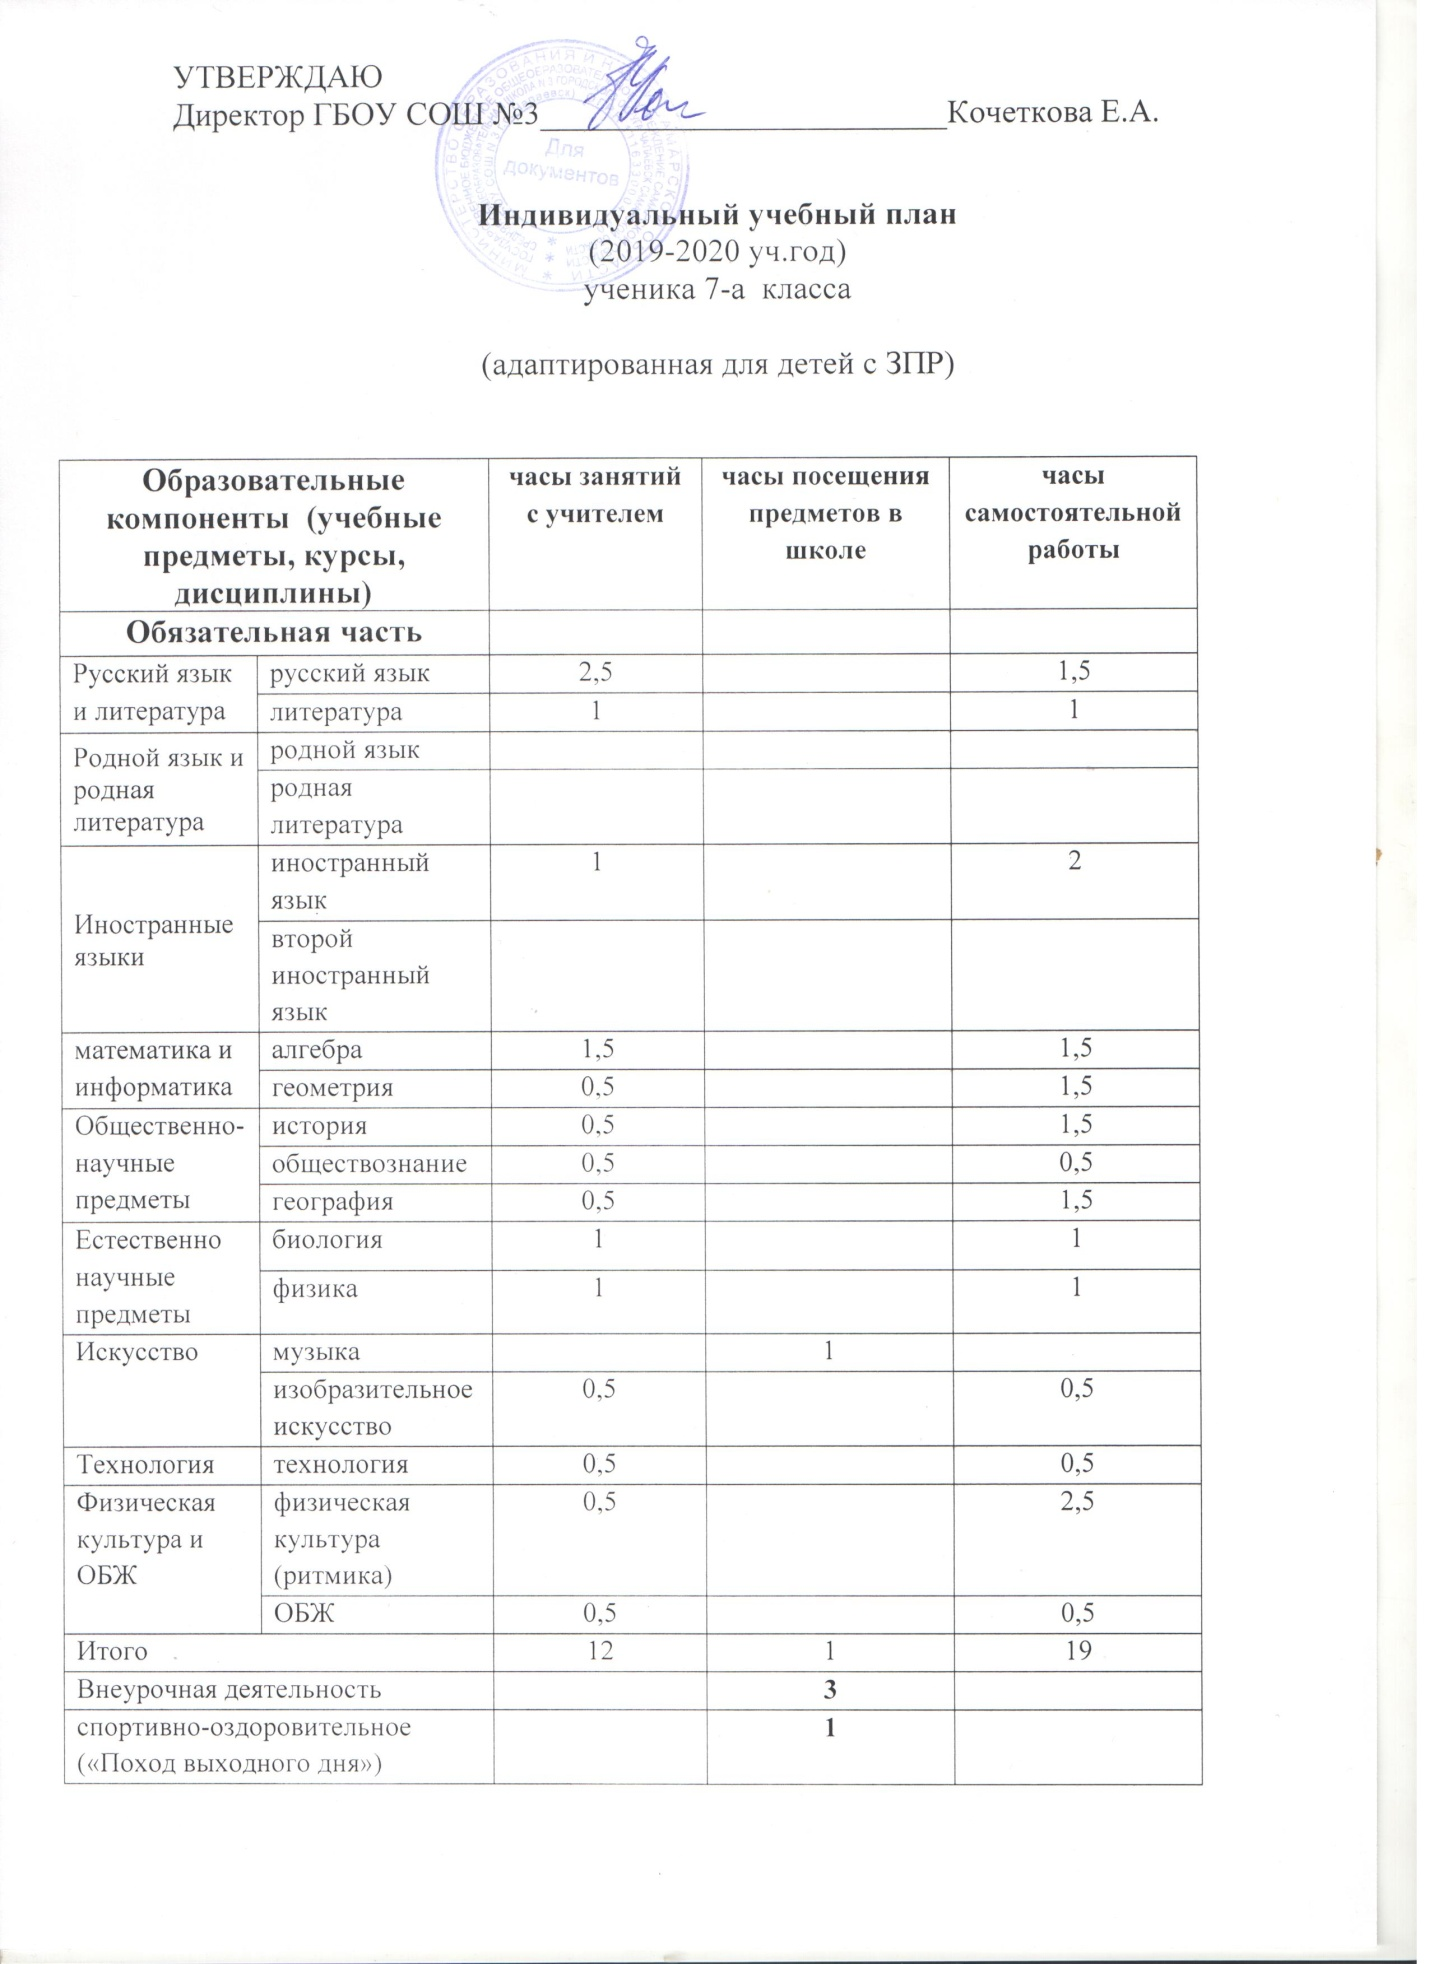 УТВЕРЖДАЮ
Директор ГБОУ СОШ №3 Кочеткова Е.А.
Для
документов
Индивидуальный учебный план
(2019-2020 уч.год)
ученика 7-а класса
(адаптированная для детей с ЗПР)
Образовательные компоненты (учебные предметы, курсы, дисциплины) часы занятий с учителем часы посещения предметов в школе часы самостоятельной работы
Обязательная часть
Русский язык и литература русский язык 2,5 1,5
литература 1 1
Родной язык и родная литература родной язык
родная литература
Иностранные языки иностранный язык 1 2
второй иностранный язык
математика и информатика алгебра 1,5 1,5
геометрия 0,5 1,5
Общественно-научные предметы история 0,5 1,5
обществознание 0,5 0,5
география 0,5 1,5
Естественно научные предметы биология 1 1
физика 1 1
Искусство музыка 1
изобразительное искусство 0,5 0,5
Технология технология 0,5 0,5
Физическая культура и ОБЖ физическая культура (ритмика) 0,5 2,5
ОБЖ 0,5 0,5
Итого 12 1 19
Внеурочная деятельность 3
спортивно-оздоровительное («Поход выходного дня») 1